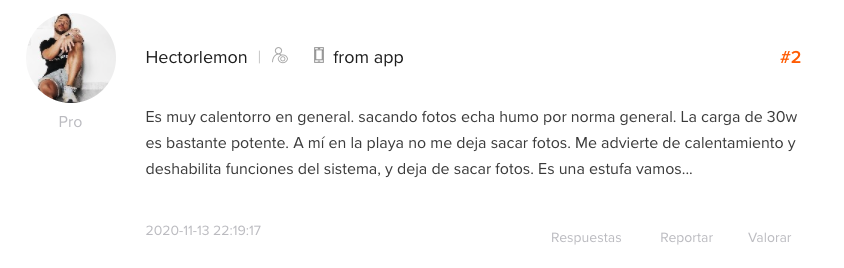 Hectorlemon from app #2
Pro
Es muy calentorro en general. sacando fotos echa humo por norma general. La carga de 30w
es bastante potente. A mí en la playa no me deja sacar fotos. Me advierte de calentamiento y
deshabilita funciones del sistema, y deja de sacar fotos. Es una estufa vamos...
2020-11-13 22:19:17
Respuestas Reportar Valorar